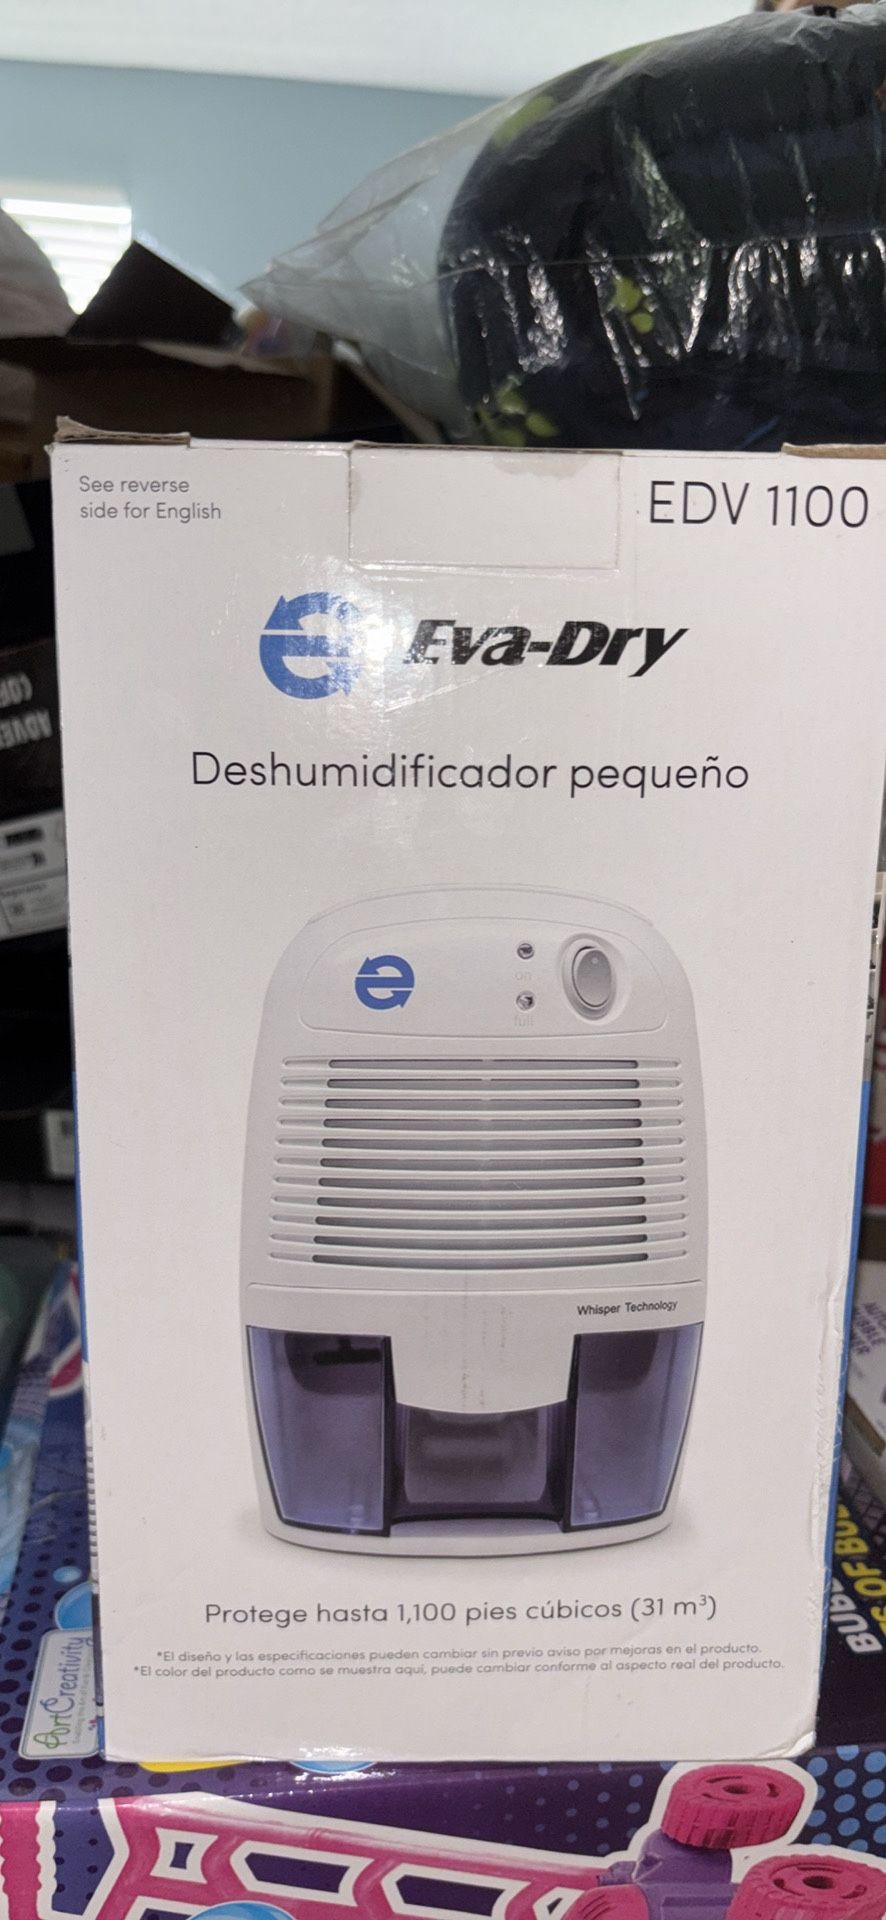 See reverse
side for English
EDV 1100
Eva-Dry
Deshumidificador pequeño
on
full
Whisper Technology
Protege hasta 1,100 pies cúbicos (31 m³)
*El diseño y las especificaciones pueden cambiar sin previo aviso por mejoras en el producto.
*El color del producto como se muestra aquí, puede cambiar conforme al aspecto real del producto.
ArtCreativity